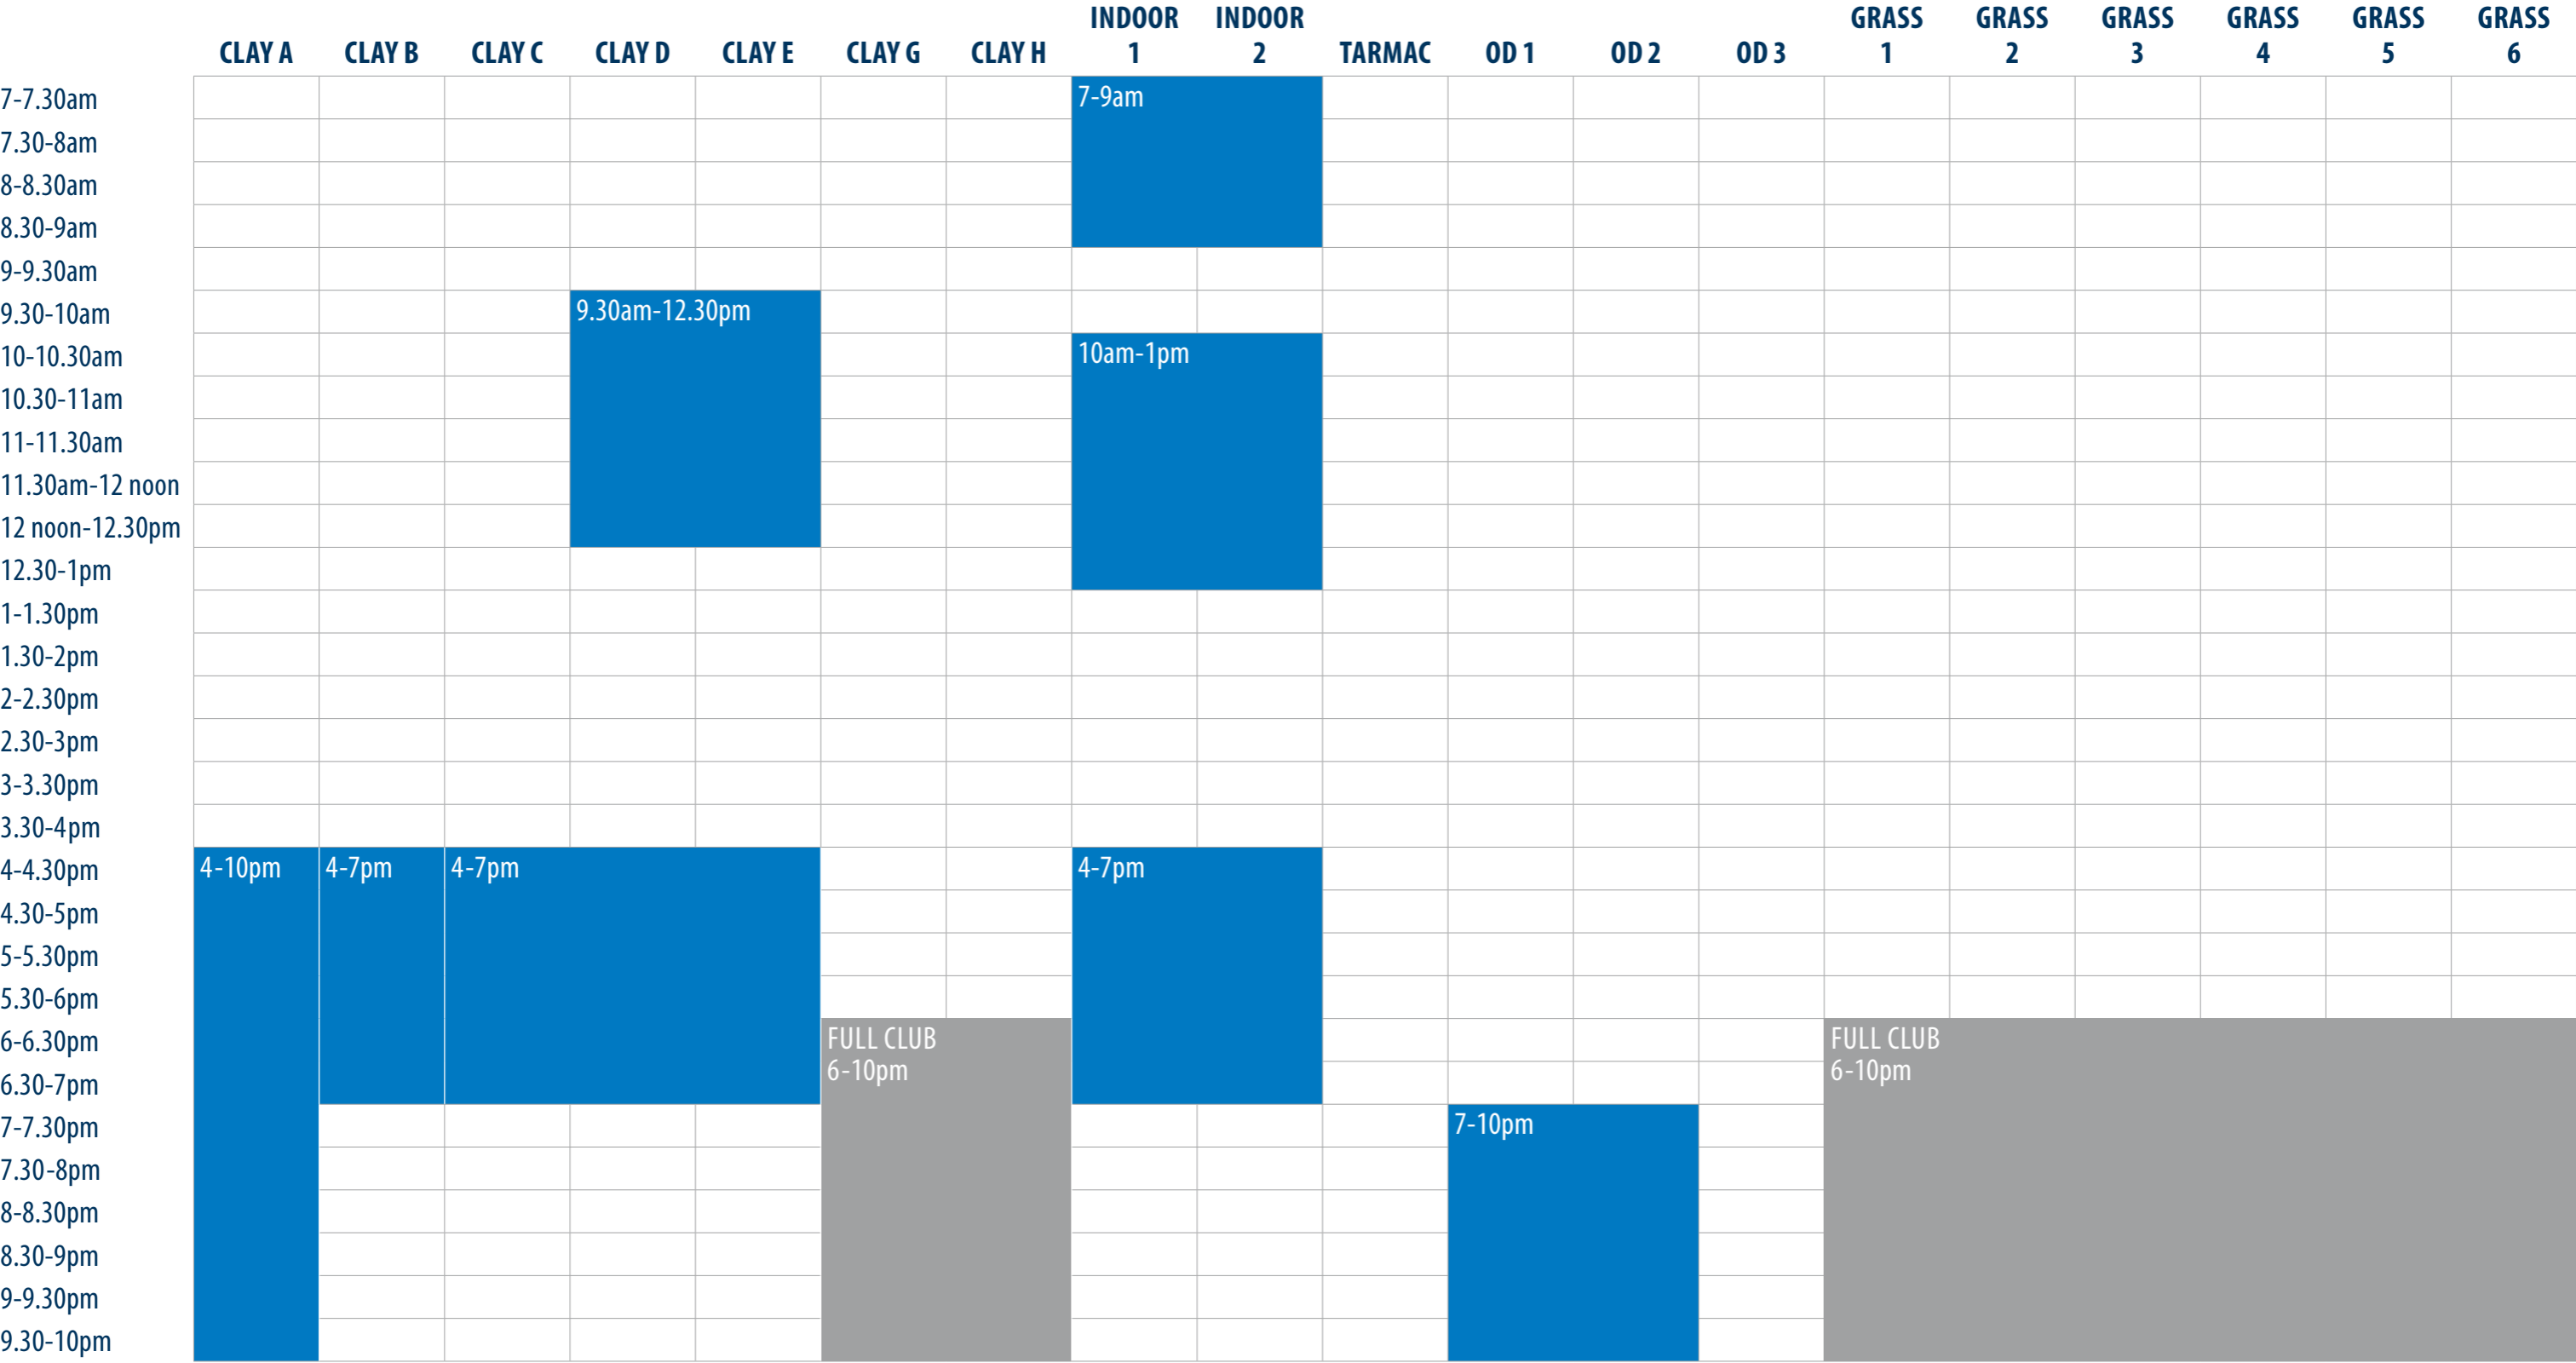 INDOOR INDOOR GRASS GRASS GRASS GRASS GRASS GRASS
CLAY A CLAY B CLAY C CLAY D CLAY E CLAY G CLAY H 1 2 TARMAC OD 1 OD 2 OD 3 1 2 3 4 5 6
7-7.30am 7-9am
7.30-8am
8-8.30am
8.30-9am
9-9.30am
9.30-10am 9.30am-12.30pm
10-10.30am 10am-1pm
10.30-11am
11-11.30am
11.30am-12 noon
12 noon-12.30pm
12.30-1pm
1-1.30pm
1.30-2pm
2-2.30pm
2.30-3pm
3-3.30pm
3.30-4pm
4-4.30pm 4-10pm 4-7pm 4-7pm 4-7pm
4.30-5pm
5-5.30pm
5.30-6pm
6-6.30pm FULL CLUB FULL CLUB
6.30-7pm 6-10pm 6-10pm
7-7.30pm 7-10pm
7.30-8pm
8-8.30pm
8.30-9pm
9-9.30pm
9.30-10pm